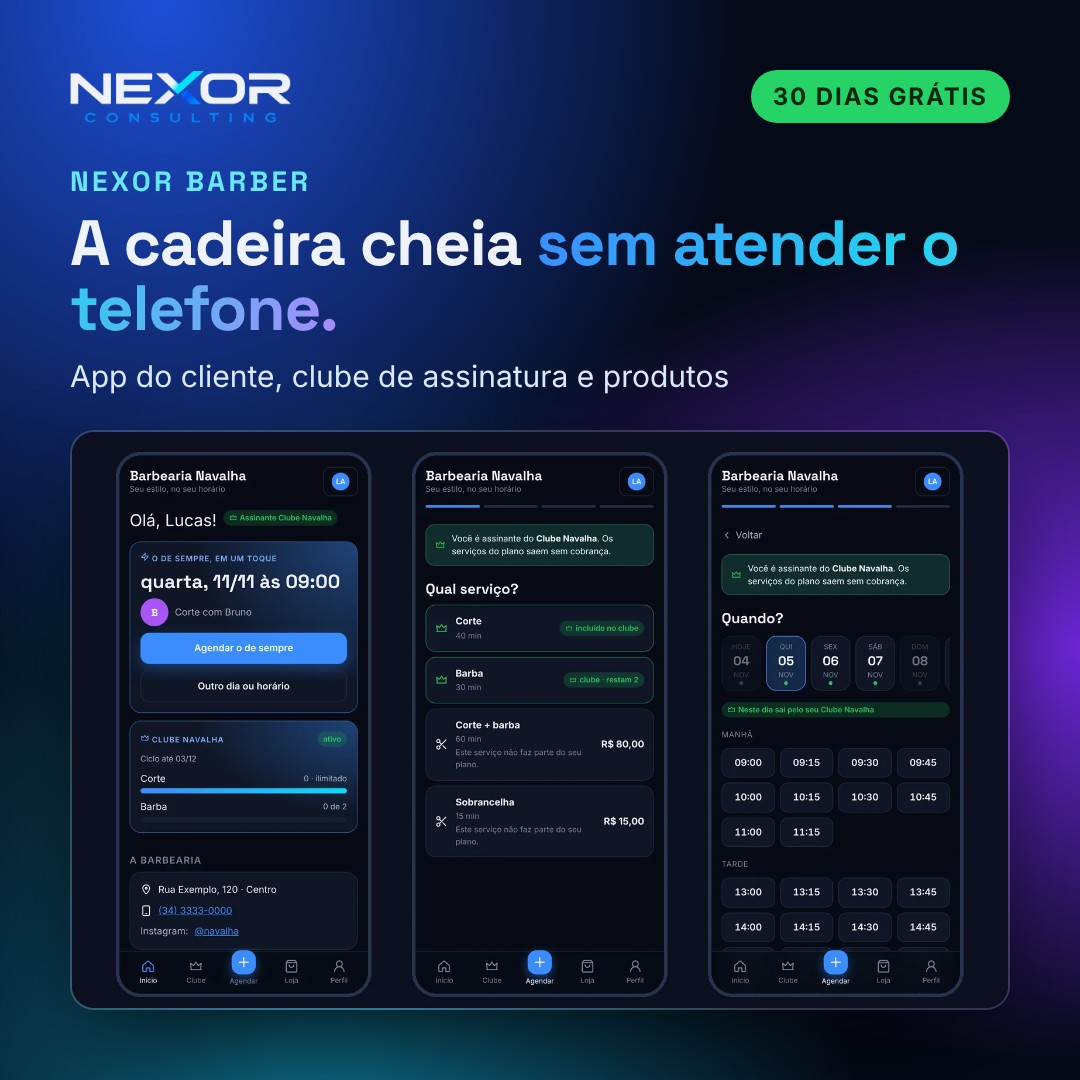 NEXOR
CONSULTING
30 DIAS GRÁTIS
NEXOR BARBER
A cadeira cheia sem atender o
telefone.
App do cliente, clube de assinatura e produtos
Barbearia Navalha
Seu estilo, no seu horário
LA
Olá, Lucas!
Assinante Clube Navalha
O DE SEMPRE, EM UM TOQUE
quarta, 11/11 às 09:00
B
Corte com Bruno
Agendar o de sempre
Outro dia ou horário
CLUBE NAVALHA
ativo
Ciclo até 03/12
Corte
0 · ilimitado
Barba
0 de 2
A BARBEARIA
Rua Exemplo, 120 · Centro
(34) 3333-0000
Instagram: @navalha
Início
Clube
Agendar
Loja
Perfil
Barbearia Navalha
Seu estilo, no seu horário
LA
Você é assinante do Clube Navalha. Os
serviços do plano saem sem cobrança.
Qual serviço?
Corte
40 min
incluído no clube
Barba
30 min
clube · restam 2
Corte + barba
60 min
Este serviço não faz parte do seu
plano.
R$ 80,00
Sobrancelha
15 min
Este serviço não faz parte do seu
plano.
R$ 15,00
Início
Clube
Agendar
Loja
Perfil
Barbearia Navalha
Seu estilo, no seu horário
LA
Voltar
Você é assinante do Clube Navalha. Os
serviços do plano saem sem cobrança.
Quando?
HOJE
04
NOV
QUI
05
NOV
SEX
06
NOV
SÁB
07
NOV
DOM
08
NOV
Neste dia sai pelo seu Clube Navalha
MANHÃ
09:00 09:15 09:30 09:45
10:00 10:15 10:30 10:45
11:00 11:15
TARDE
13:00 13:15 13:30 13:45
14:00 14:15 14:30 14:45
Início
Clube
Agendar
Loja
Perfil